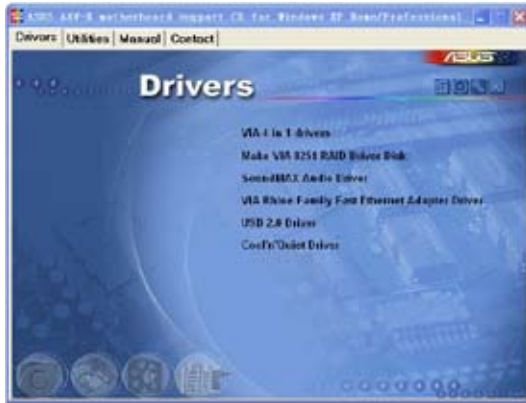 ASUS A8V-X motherboard support CD for Windows XP Home/Professional
Drivers Utilities Manual Contact
ASUS
Drivers
VIA 4 in 1 drivers
Make VIA 8251 RAID Driver Disk
SoundMAX Audio Driver
VIA Rhine Family Fast Ethernet Adapter Driver
USB 2.0 Driver
Cool'n'Quiet Driver